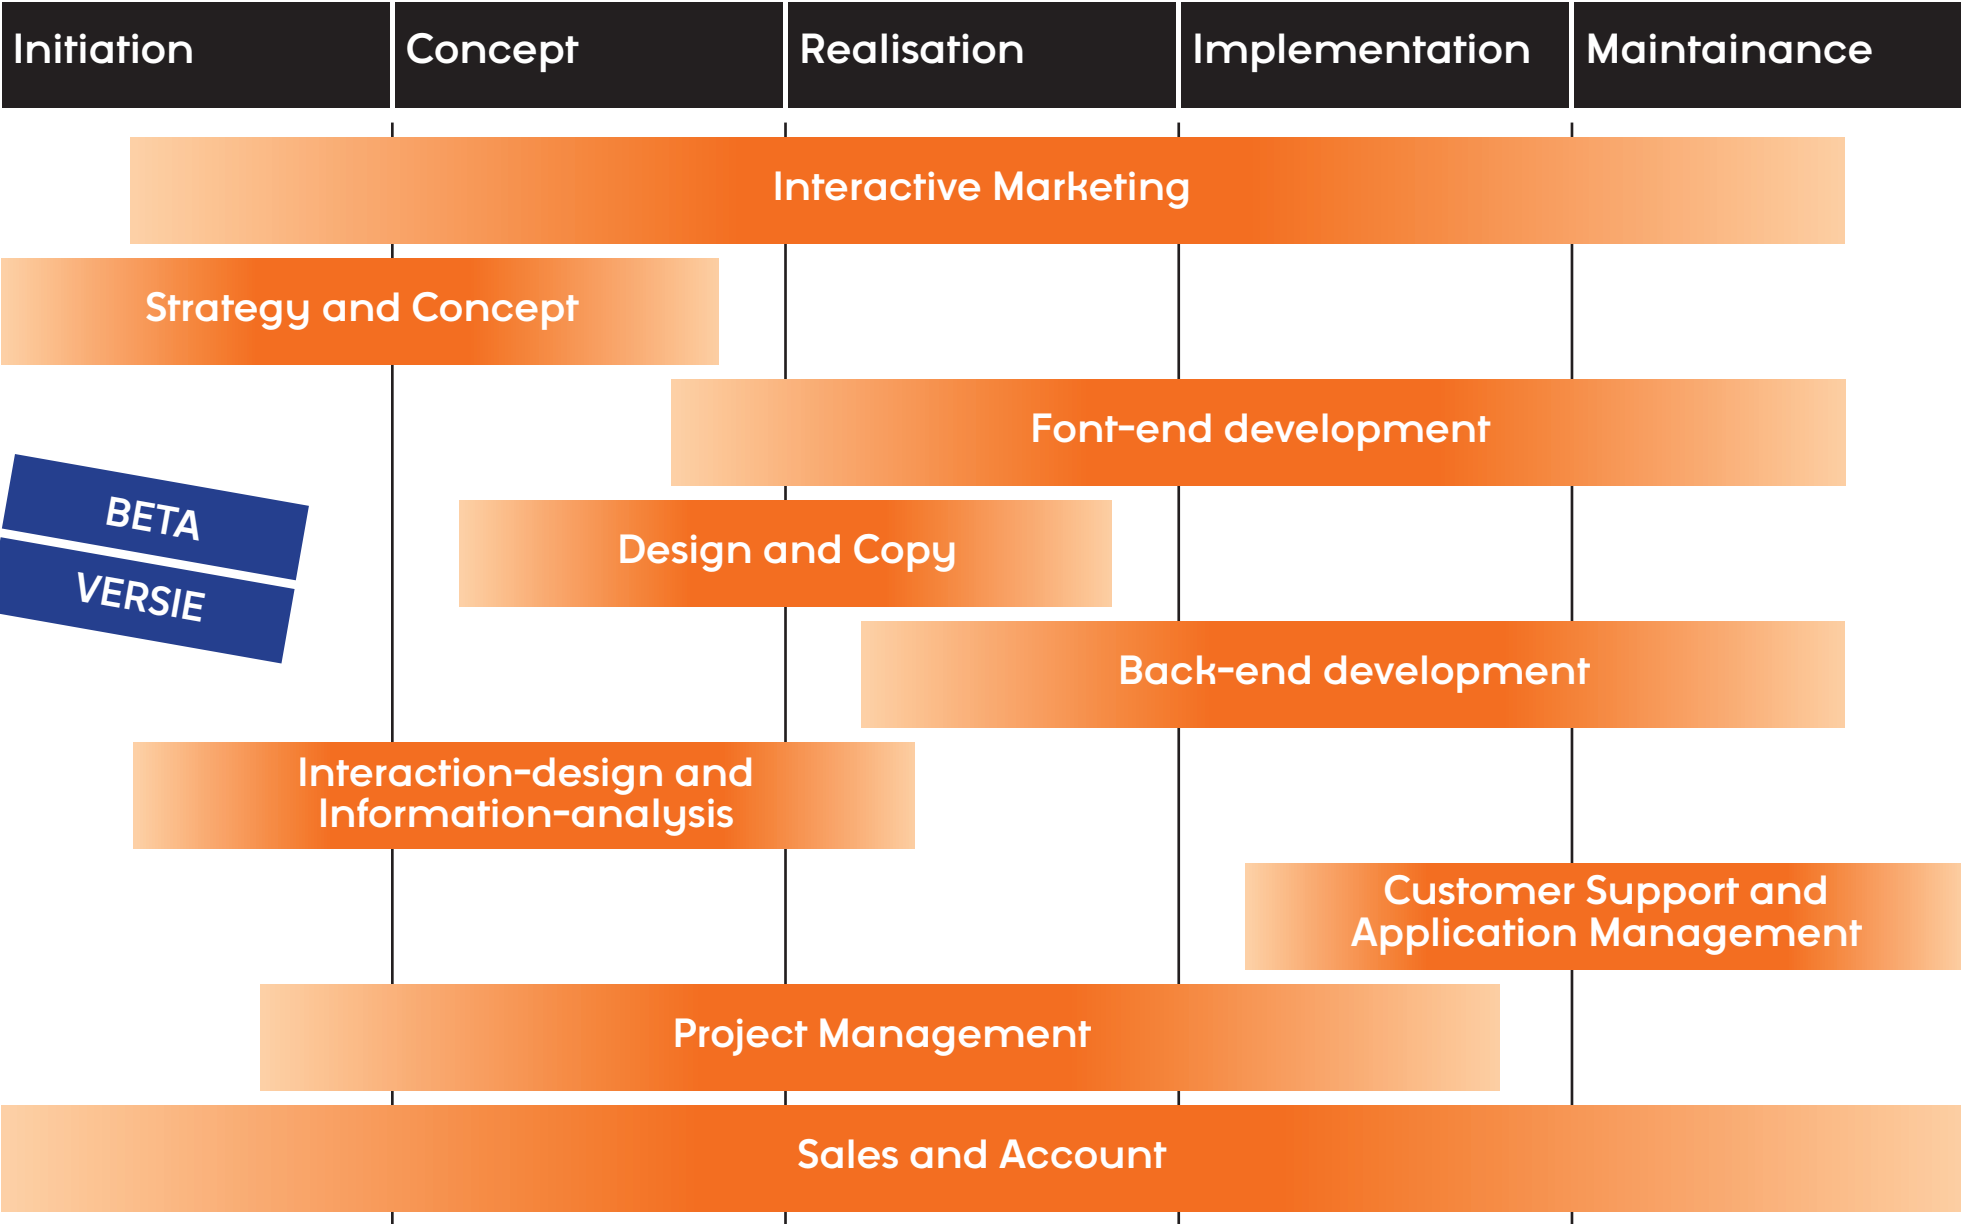 Initiation
Concept
Realisation
Implementation
Maintainance
Interactive Marketing
Strategy and Concept
Font-end development
BETA
VERSIE
Design and Copy
Back-end development
Interaction-design and
Information-analysis
Customer Support and
Application Management
Project Management
Sales and Account